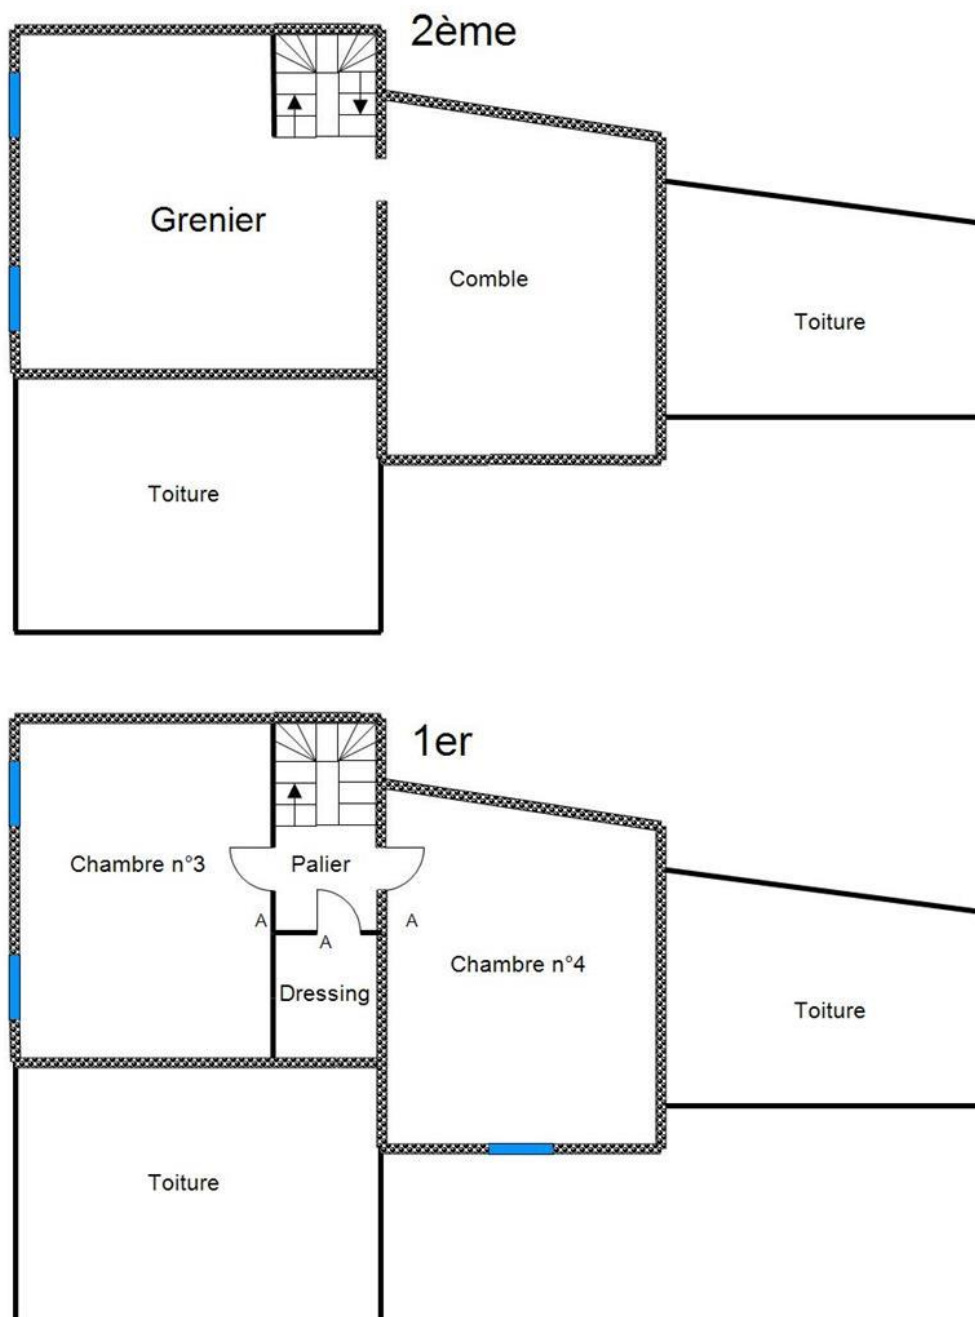 2ème
Grenier
Comble
Toiture
Toiture
1er
Chambre n°3
Palier
A
A
A
Chambre n°4
Dressing
Toiture
Toiture